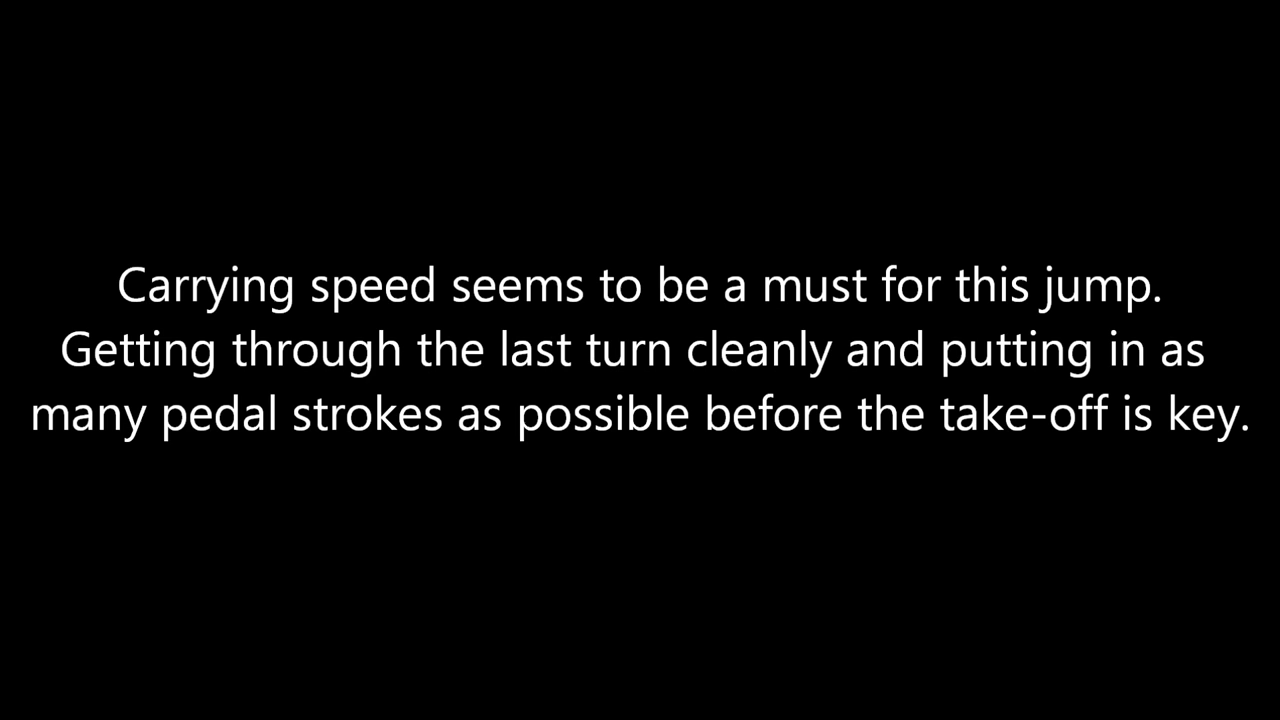 Carrying speed seems to be a must for this jump.
Getting through the last turn cleanly and putting in as
many pedal strokes as possible before the take-off is key.